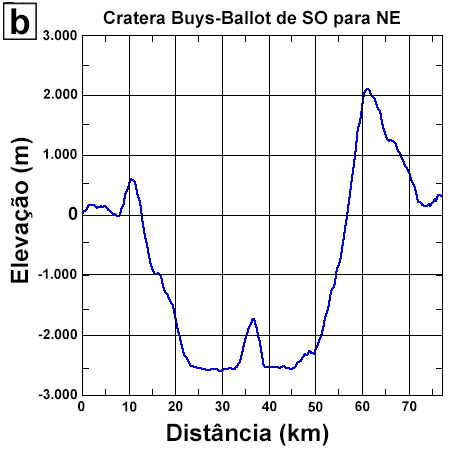 b
Cratera Buys-Ballot de SO para NE
Elevação (m)
3.000
2.000
1.000
0
-1.000
-2.000
-3.000
0 10 20 30 40 50 60 70
Distância (km)